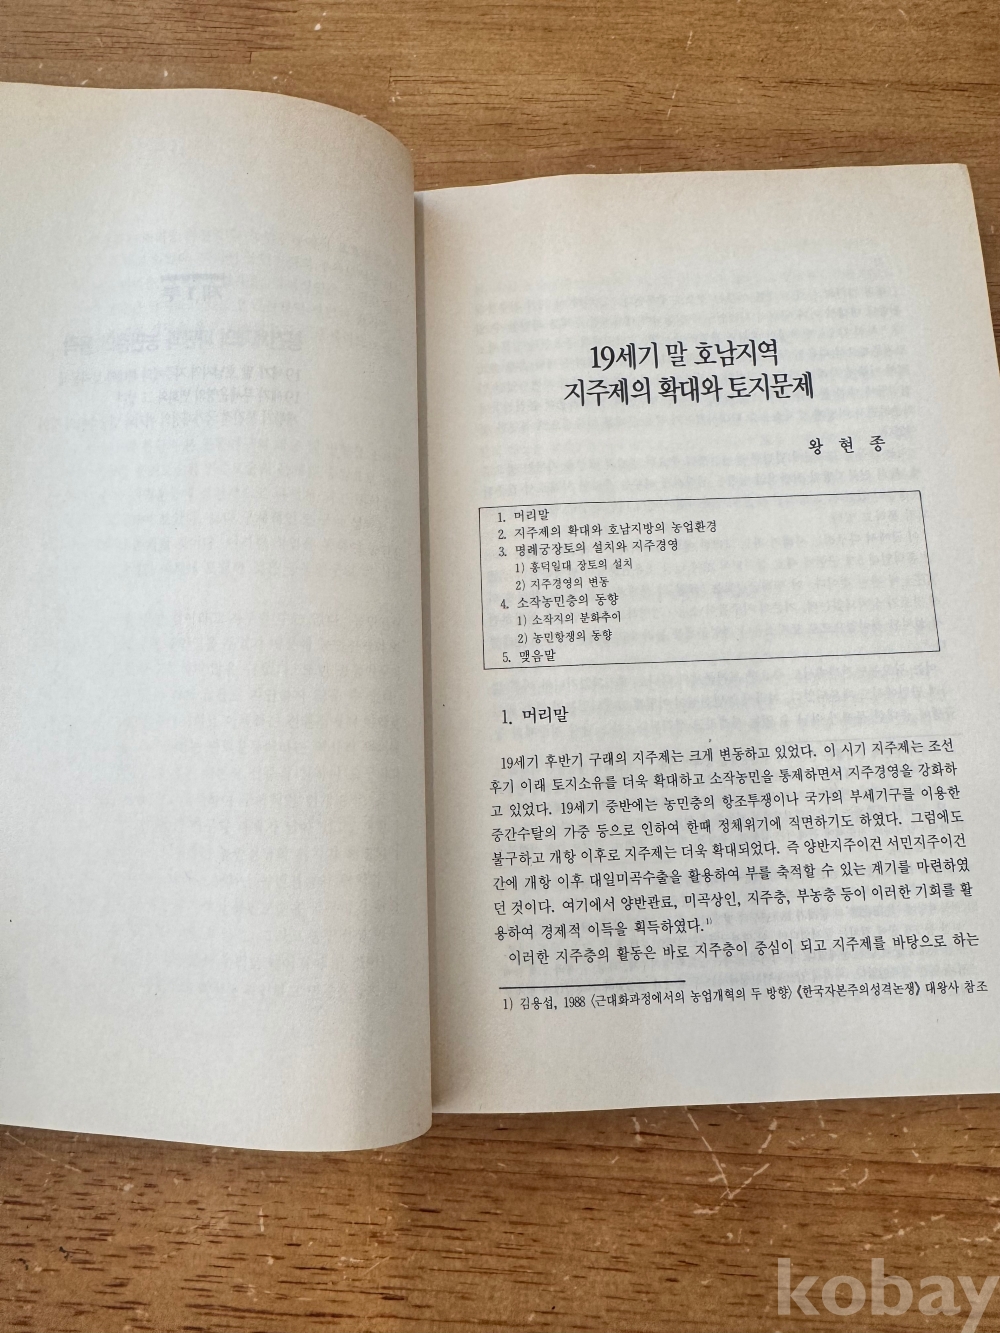 19세기 말 호남지역
지주제의 확대와 토지문제
왕 현 종
1. 머리말
2. 지주제의 확대와 호남지방의 농업환경
3. 명례궁장토의 설치와 지주경영
1) 흥덕일대 장토의 설치
2) 지주경영의 변동
4. 소작농민층의 동향
1) 소작지의 분화추이
2) 농민항쟁의 동향
5. 맺음말
1. 머리말
19세기 후반기 구래의 지주제는 크게 변동하고 있었다. 이 시기 지주제는 조선
후기 이래 토지소유를 더욱 확대하고 소작농민을 통제하면서 지주경영을 강화하
고 있었다. 19세기 중반에는 농민층의 항조투쟁이나 국가의 부세기구를 이용한
중간수탈의 가중 등으로 인하여 한때 정체위기에 직면하기도 하였다. 그럼에도
불구하고 개항 이후로 지주제는 더욱 확대되었다. 즉 양반지주이건 서민지주이건
간에 개항 이후 대일미곡수출을 활용하여 부를 축적할 수 있는 계기를 마련하였
던 것이다. 여기에서 양반관료, 미곡상인, 지주층, 부농층 등이 이러한 기회를 활
용하여 경제적 이득을 획득하였다.1)
이러한 지주층의 활동은 바로 지주층이 중심이 되고 지주제를 바탕으로 하는
1) 김용섭, 1988 〈근대화과정에서의 농업개혁의 두 방향〉《한국자본주의성격논쟁》 대왕사 참조
kobay